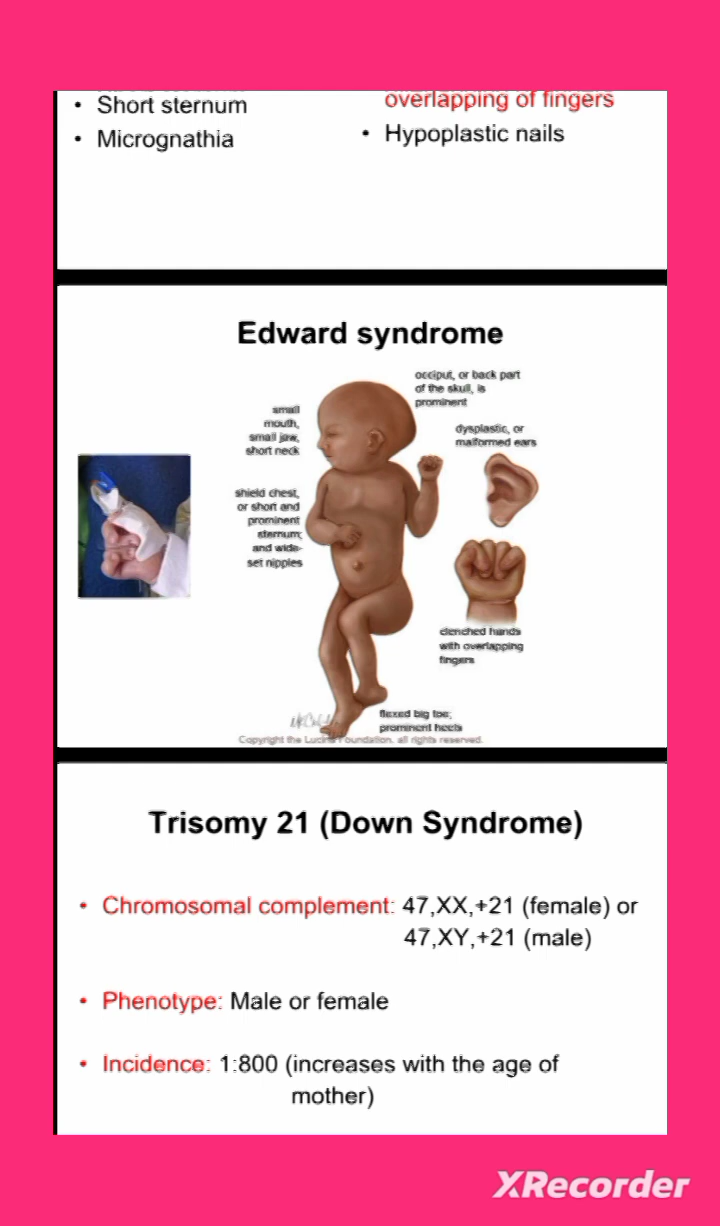 • Short sternum
• Micrognathia
overlapping of fingers
• Hypoplastic nails
Edward syndrome
occiput, or back part
of the skull, is
prominent
small
mouth,
small jaw,
short neck
dysplastic, or
malformed ears
shield chest,
or short and
prominent
sternum;
and wide-
set nipples
clenched hands
with overlapping
fingers
flexed big toe;
prominent heels
Copyright the Lucina Foundation, all rights reserved.
Trisomy 21 (Down Syndrome)
• Chromosomal complement: 47,XX,+21 (female) or
47,XY,+21 (male)
• Phenotype: Male or female
• Incidence: 1:800 (increases with the age of
mother)
XRecorder